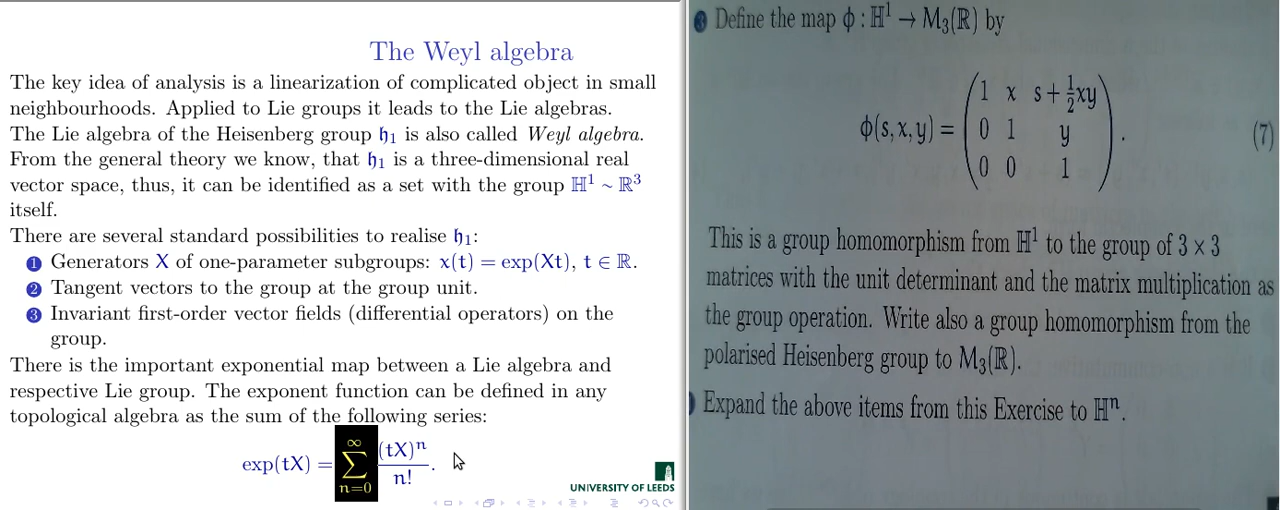 The Weyl algebra
The key idea of analysis is a linearization of complicated object in small
neighbourhoods. Applied to Lie groups it leads to the Lie algebras.
The Lie algebra of the Heisenberg group 𝔥₁ is also called Weyl algebra.
From the general theory we know, that 𝔥₁ is a three-dimensional real
vector space, thus, it can be identified as a set with the group ℍ¹ ~ ℝ³
itself.
There are several standard possibilities to realise 𝔥₁:
1 Generators X of one-parameter subgroups: x(t) = exp(Xt), t ∈ ℝ.
2 Tangent vectors to the group at the group unit.
3 Invariant first-order vector fields (differential operators) on the
group.
There is the important exponential map between a Lie algebra and
respective Lie group. The exponent function can be defined in any
topological algebra as the sum of the following series:
exp(tX) = ∑_{n=0}^{∞} (tX)ⁿ / n! .
UNIVERSITY OF LEEDS
3 Define the map ϕ : ℍ¹ → M₃(ℝ) by
1 x s + ½xy
ϕ(s, x, y) = 0 1 y . (7)
0 0 1
This is a group homomorphism from ℍ¹ to the group of 3 × 3
matrices with the unit determinant and the matrix multiplication as
the group operation. Write also a group homomorphism from the
polarised Heisenberg group to M₃(ℝ).
Expand the above items from this Exercise to ℍⁿ.